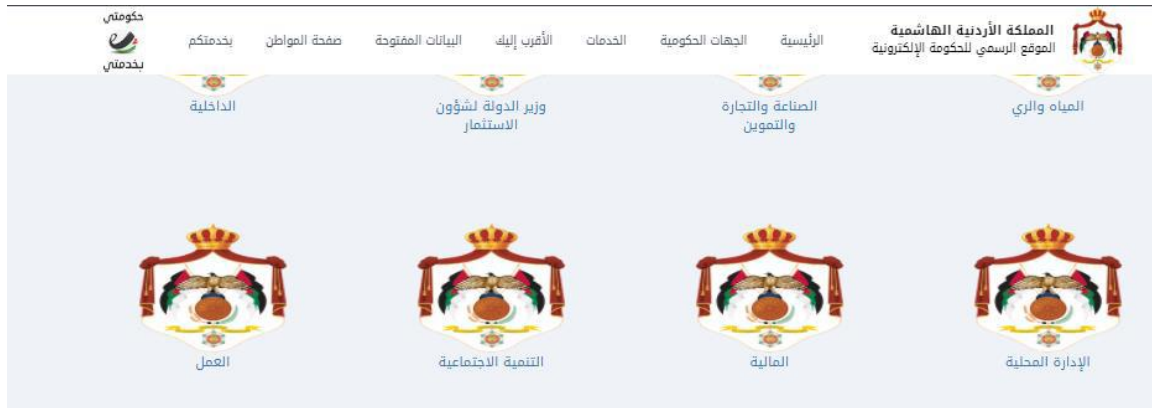 المملكة الأردنية الهاشمية
الموقع الرسمي للحكومة الإلكترونية
الرئيسية
الجهات الحكومية
الخدمات
الأقرب إليك
البيانات المفتوحة
صفحة المواطن
بخدمتكم
حكومتي
بخدمتي
المياه والري
الصناعة والتجارة
والتموين
وزير الدولة لشؤون
الاستثمار
الداخلية
الإدارة المحلية
المالية
التنمية الاجتماعية
العمل